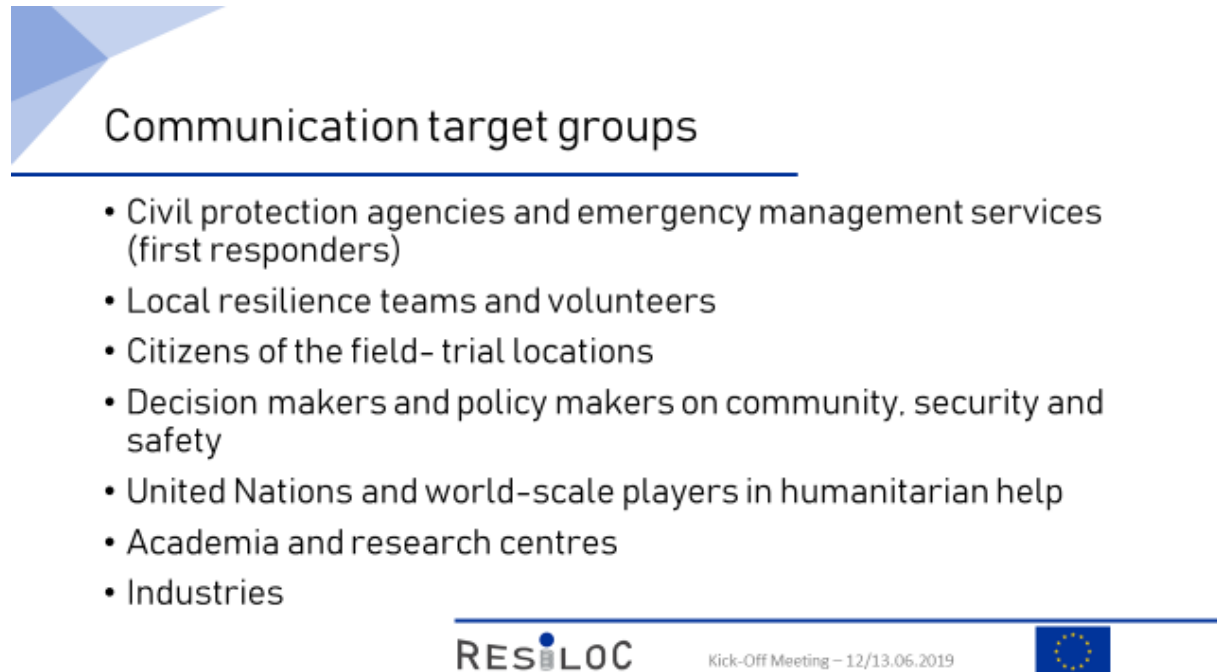 Communication target groups
• Civil protection agencies and emergency management services
(first responders)
• Local resilience teams and volunteers
• Citizens of the field- trial locations
• Decision makers and policy makers on community, security and
safety
• United Nations and world-scale players in humanitarian help
• Academia and research centres
• Industries
RESiLOC
Kick-Off Meeting – 12/13.06.2019